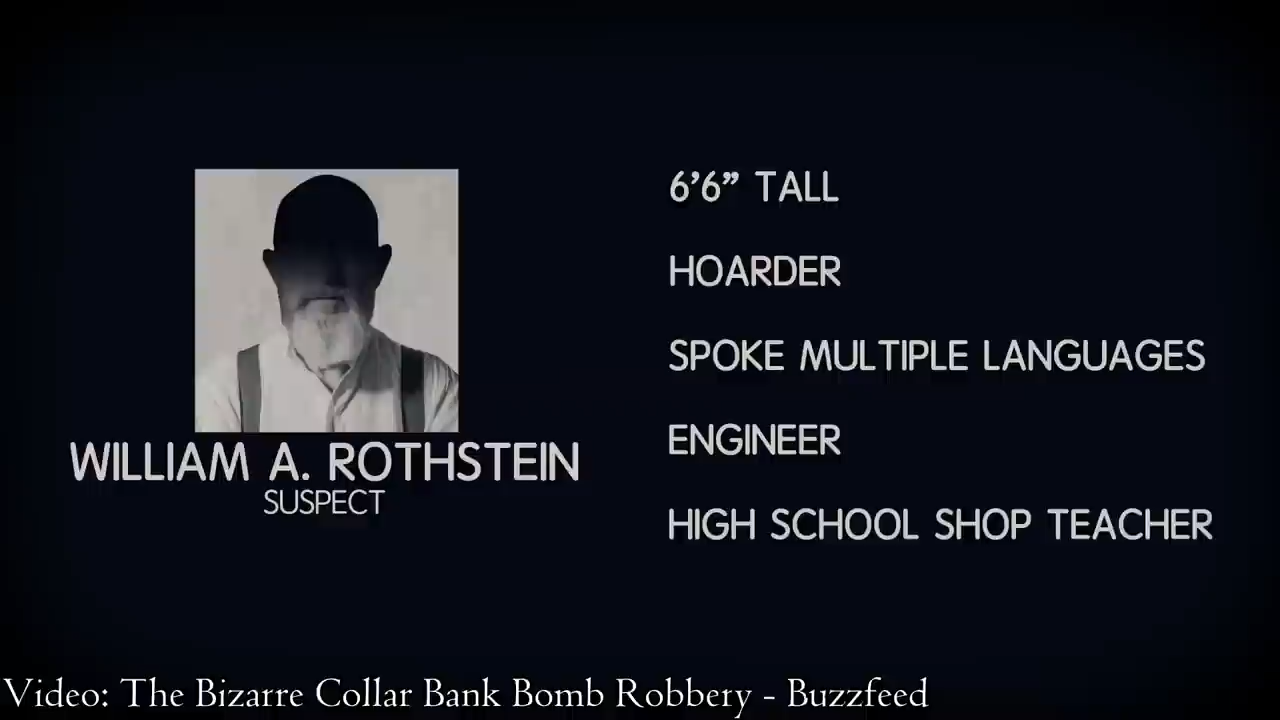 WILLIAM A. ROTHSTEIN
SUSPECT
6’6” TALL
HOARDER
SPOKE MULTIPLE LANGUAGES
ENGINEER
HIGH SCHOOL SHOP TEACHER
Video: The Bizarre Collar Bank Bomb Robbery - Buzzfeed